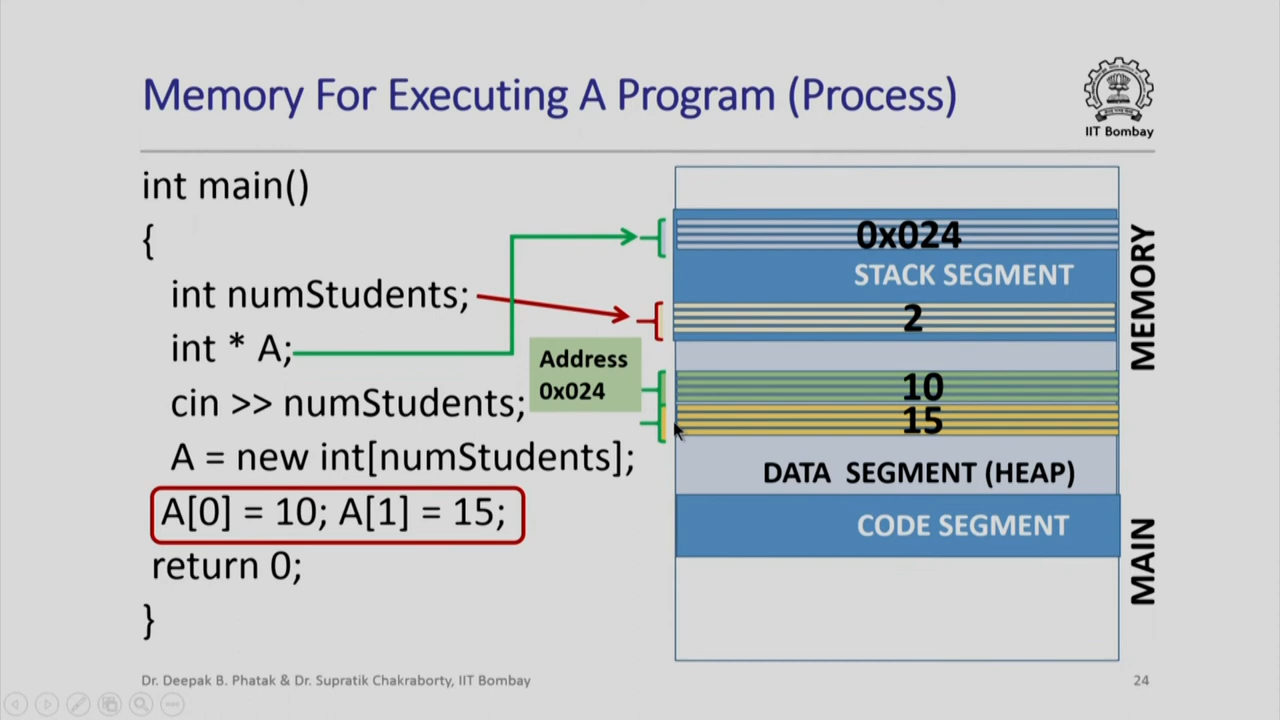 Memory For Executing A Program (Process)
IIT Bombay
int main()
{
int numStudents;
int * A;
cin >> numStudents;
A = new int[numStudents];
A[0] = 10; A[1] = 15;
return 0;
}
Address
0x024
0x024
STACK SEGMENT
2
10
15
DATA SEGMENT (HEAP)
CODE SEGMENT
MEMORY
MAIN
Dr. Deepak B. Phatak & Dr. Supratik Chakraborty, IIT Bombay
24